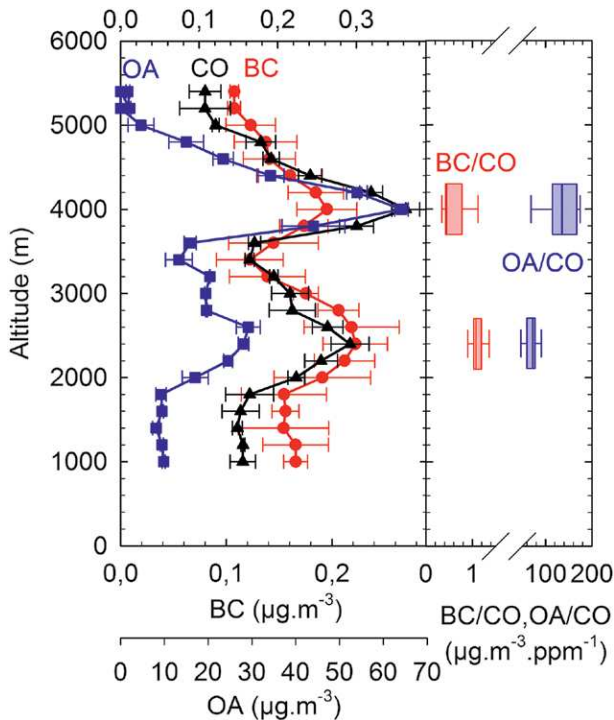 0,0 0,1 0,2 0,3
6000
5000
4000
3000
2000
1000
0
Altitude (m)
OA CO BC
BC/CO
OA/CO
0,0 0,1 0,2 0 1 100 200
BC (µg.m⁻³)
BC/CO,OA/CO
(µg.m⁻³.ppm⁻¹)
0 10 20 30 40 50 60 70
OA (µg.m⁻³)